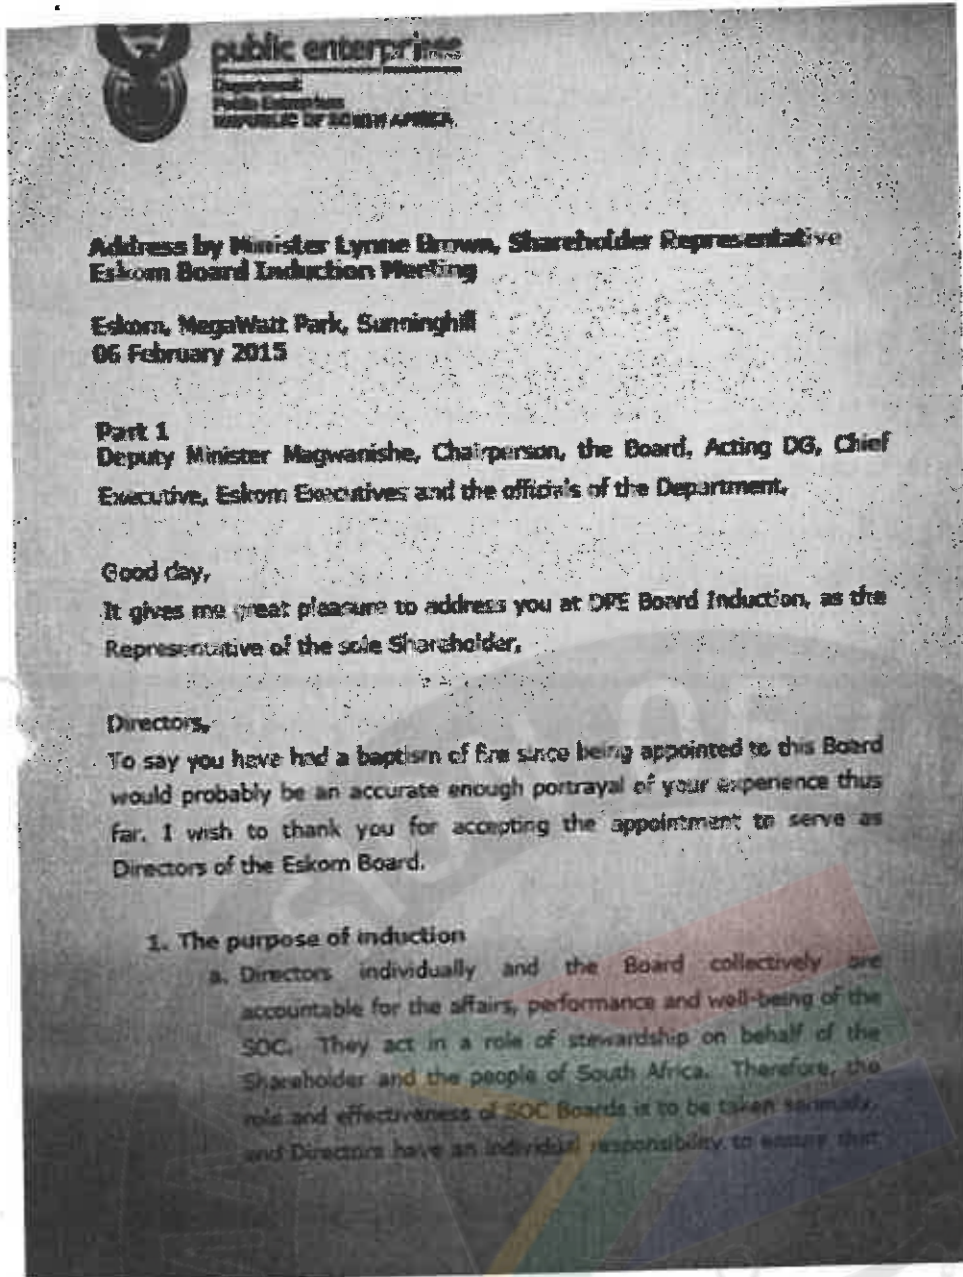 public enterprises
Department:
Public Enterprises
REPUBLIC OF SOUTH AFRICA
Address by Minister Lynne Brown, Shareholder Representative
Eskom Board Induction Meeting
Eskom, MegaWatt Park, Sunninghill
06 February 2015
Part 1
Deputy Minister Magwanishe, Chairperson, the Board, Acting DG, Chief
Executive, Eskom Executives and the officials of the Department,
Good day,
It gives me great pleasure to address you at DPE Board Induction, as the
Representative of the sole Shareholder,
Directors,
To say you have had a baptism of fire since being appointed to this Board
would probably be an accurate enough portrayal of your experience thus
far. I wish to thank you for accepting the appointment to serve as
Directors of the Eskom Board.
1. The purpose of induction
a. Directors individually and the Board collectively are
accountable for the affairs, performance and well-being of the
SOC. They act in a role of stewardship on behalf of the
Shareholder and the people of South Africa. Therefore, the
role and effectiveness of SOC Boards is to be taken seriously,
and Directors have an individual responsibility to ensure that